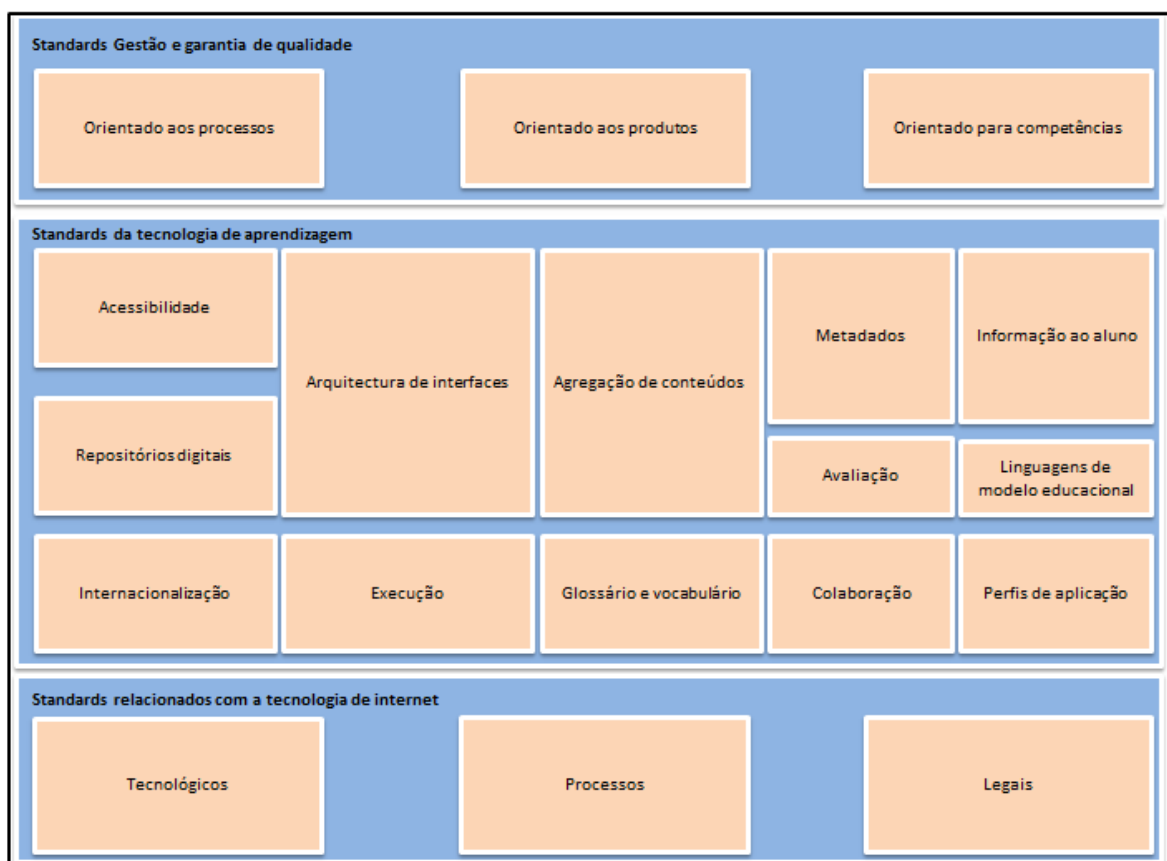 Standards Gestão e garantia de qualidade
Orientado aos processos
Orientado aos produtos
Orientado para competências
Standards da tecnologia de aprendizagem
Acessibilidade
Arquitectura de interfaces
Agregação de conteúdos
Metadados
Informação ao aluno
Repositórios digitais
Avaliação
Linguagens de
modelo educacional
Internacionalização
Execução
Glossário e vocabulário
Colaboração
Perfis de aplicação
Standards relacionados com a tecnologia de internet
Tecnológicos
Processos
Legais